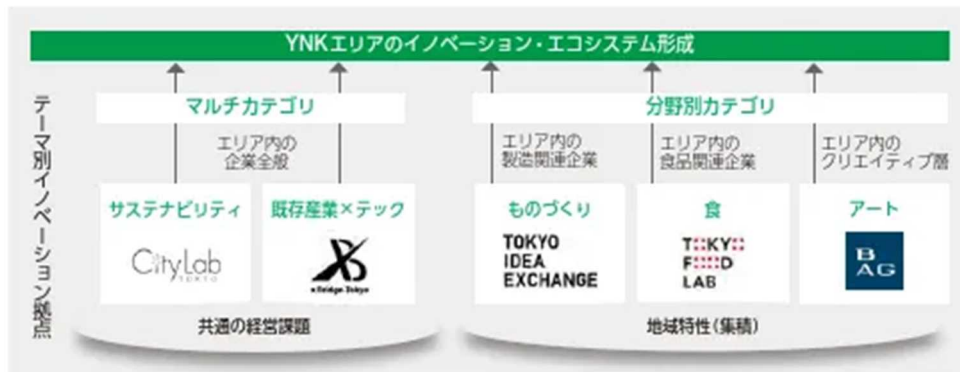 YNKエリアのイノベーション・エコシステム形成
テーマ別イノベーション拠点
マルチカテゴリ
分野別カテゴリ
エリア内の
企業全般
エリア内の
製造関連企業
エリア内の
食品関連企業
エリア内の
クリエイティブ層
サステナビリティ
CityLab
TOKYO
既存産業×テック
xBridge-Tokyo
ものづくり
TOKYO
IDEA
EXCHANGE
食
TOKYO
FOOD
LAB
アート
B
AG
共通の経営課題
地域特性(集積)